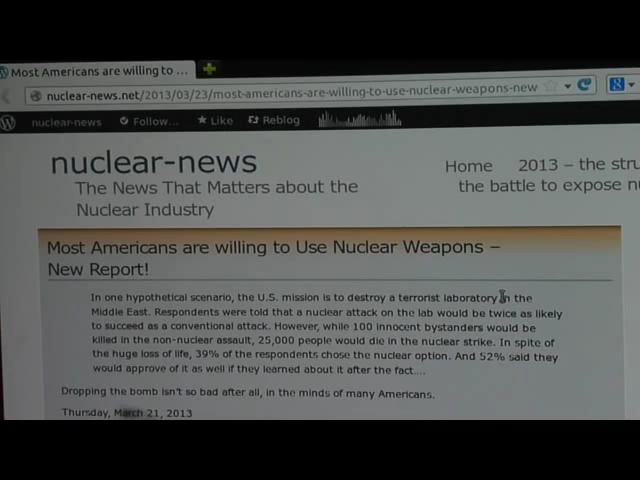 Most Americans are willing to ...
nuclear-news.net/2013/03/23/most-americans-are-willing-to-use-nuclear-weapons-new
nuclear-news Follow... Like Reblog
nuclear-news
The News That Matters about the
Nuclear Industry
Home 2013 – the
the battle to expose
Most Americans are willing to Use Nuclear Weapons –
New Report!
In one hypothetical scenario, the U.S. mission is to destroy a terrorist laboratory in the
Middle East. Respondents were told that a nuclear attack on the lab would be twice as likely
to succeed as a conventional attack. However, while 100 innocent bystanders would be
killed in the non-nuclear assault, 25,000 people would die in the nuclear strike. In spite of
the huge loss of life, 39% of the respondents chose the nuclear option. And 52% said they
would approve of it as well if they learned about it after the fact....
Dropping the bomb isn't so bad after all, in the minds of many Americans.
Thursday, March 21, 2013